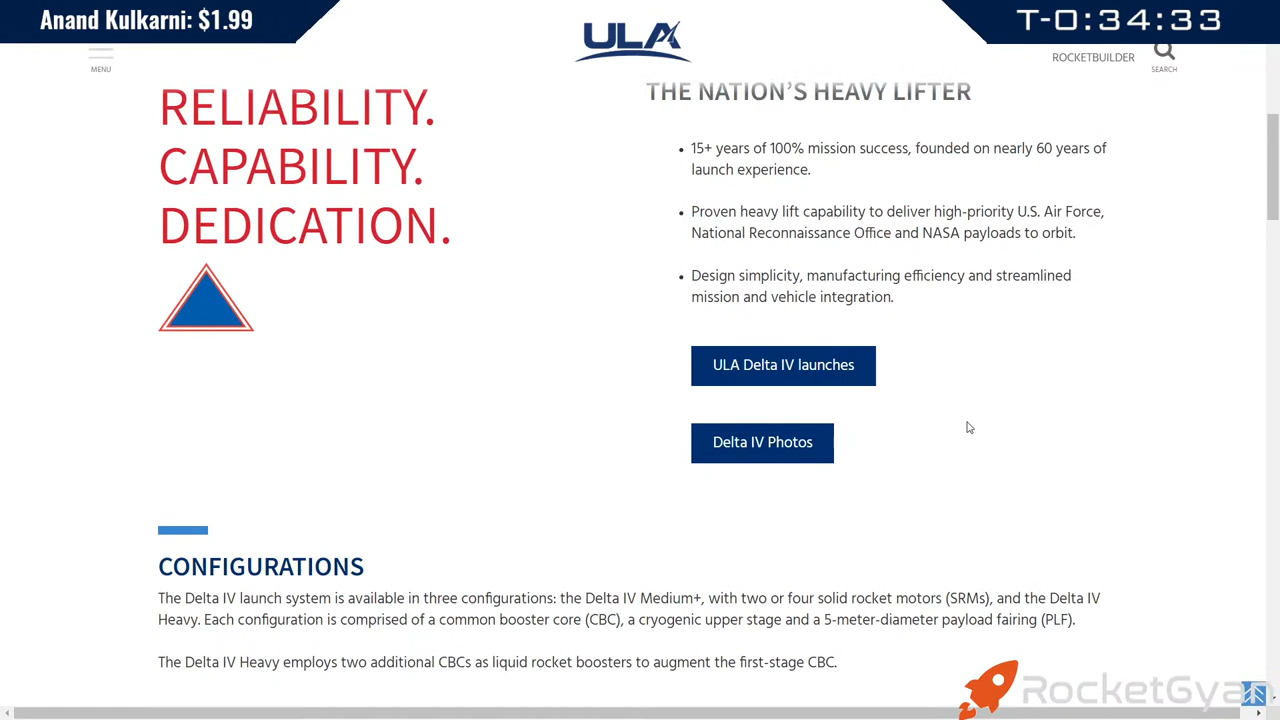 Anand Kulkarni: $1.99
ULA
T-0:34:33
MENU
ROCKETBUILDER
SEARCH
RELIABILITY.
CAPABILITY.
DEDICATION.
THE NATION’S HEAVY LIFTER
• 15+ years of 100% mission success, founded on nearly 60 years of
launch experience.
• Proven heavy lift capability to deliver high-priority U.S. Air Force,
National Reconnaissance Office and NASA payloads to orbit.
• Design simplicity, manufacturing efficiency and streamlined
mission and vehicle integration.
ULA Delta IV launches
Delta IV Photos
CONFIGURATIONS
The Delta IV launch system is available in three configurations: the Delta IV Medium+, with two or four solid rocket motors (SRMs), and the Delta IV
Heavy. Each configuration is comprised of a common booster core (CBC), a cryogenic upper stage and a 5-meter-diameter payload fairing (PLF).
The Delta IV Heavy employs two additional CBCs as liquid rocket boosters to augment the first-stage CBC.
RocketGyan